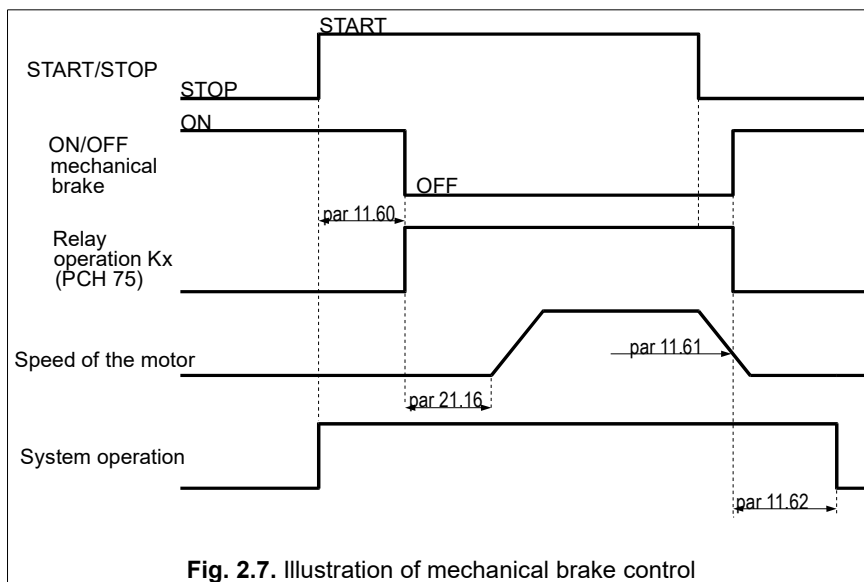 START
START/STOP
STOP
ON
ON/OFF
mechanical
brake
OFF
par 11.60
Relay
operation Kx
(PCH 75)
Speed of the motor
par 11.61
par 21.16
System operation
par 11.62
Fig. 2.7. Illustration of mechanical brake control